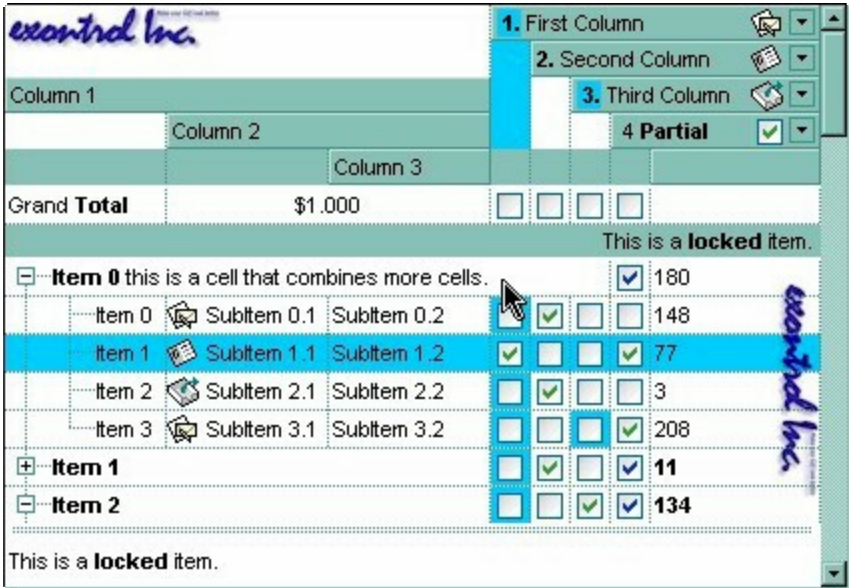 exontrol Inc.
1. First Column
2. Second Column
Column 1
3. Third Column
Column 2
4 Partial
Column 3
Grand Total $1.000
This is a locked item.
Item 0 this is a cell that combines more cells. 180
Item 0 SubItem 0.1 SubItem 0.2 148
Item 1 SubItem 1.1 SubItem 1.2 77
Item 2 SubItem 2.1 SubItem 2.2 3
Item 3 SubItem 3.1 SubItem 3.2 208
exontrol Inc.
Item 1 11
Item 2 134
This is a locked item.